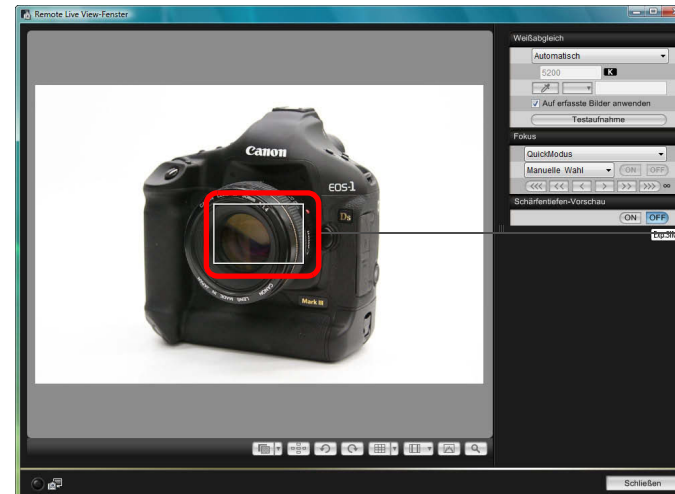 Remote Live View-Fenster
Weißabgleich
Automatisch
5200
K
Auf erfasste Bilder anwenden
Testaufnahme
Fokus
QuickModus
Manuelle Wahl
ON OFF
<<< << < > >> >>> ∞
Schärfentiefen-Vorschau
ON OFF
Canon
EOS-1
Ds
Mark III
Schließen